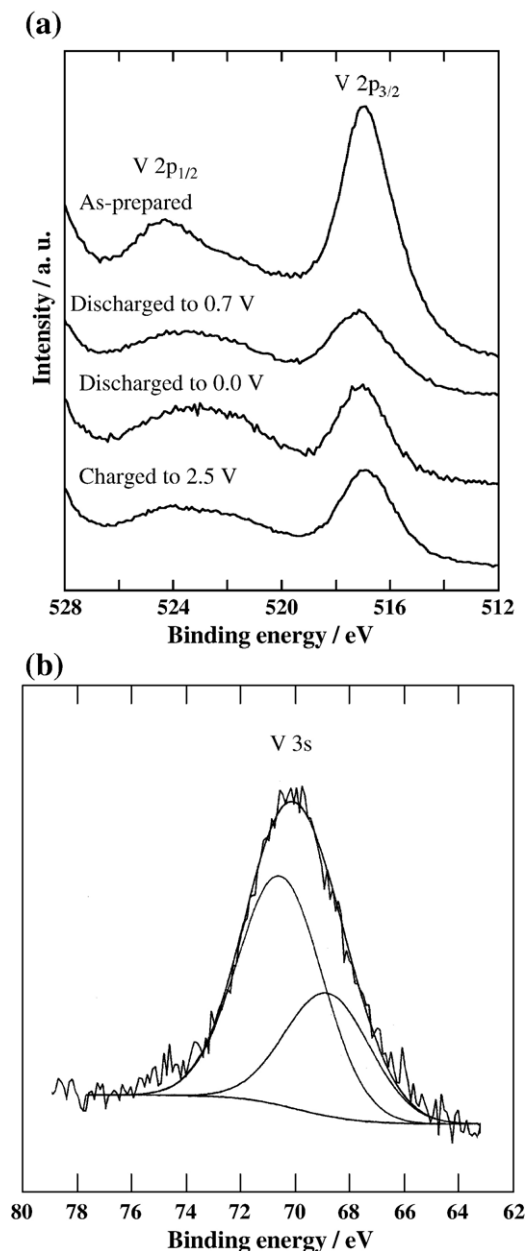 (a)
V 2p3/2
V 2p1/2
As-prepared
Discharged to 0.7 V
Discharged to 0.0 V
Charged to 2.5 V
Intensity / a. u.
528 524 520 516 512
Binding energy / eV
(b)
V 3s
80 78 76 74 72 70 68 66 64 62
Binding energy / eV